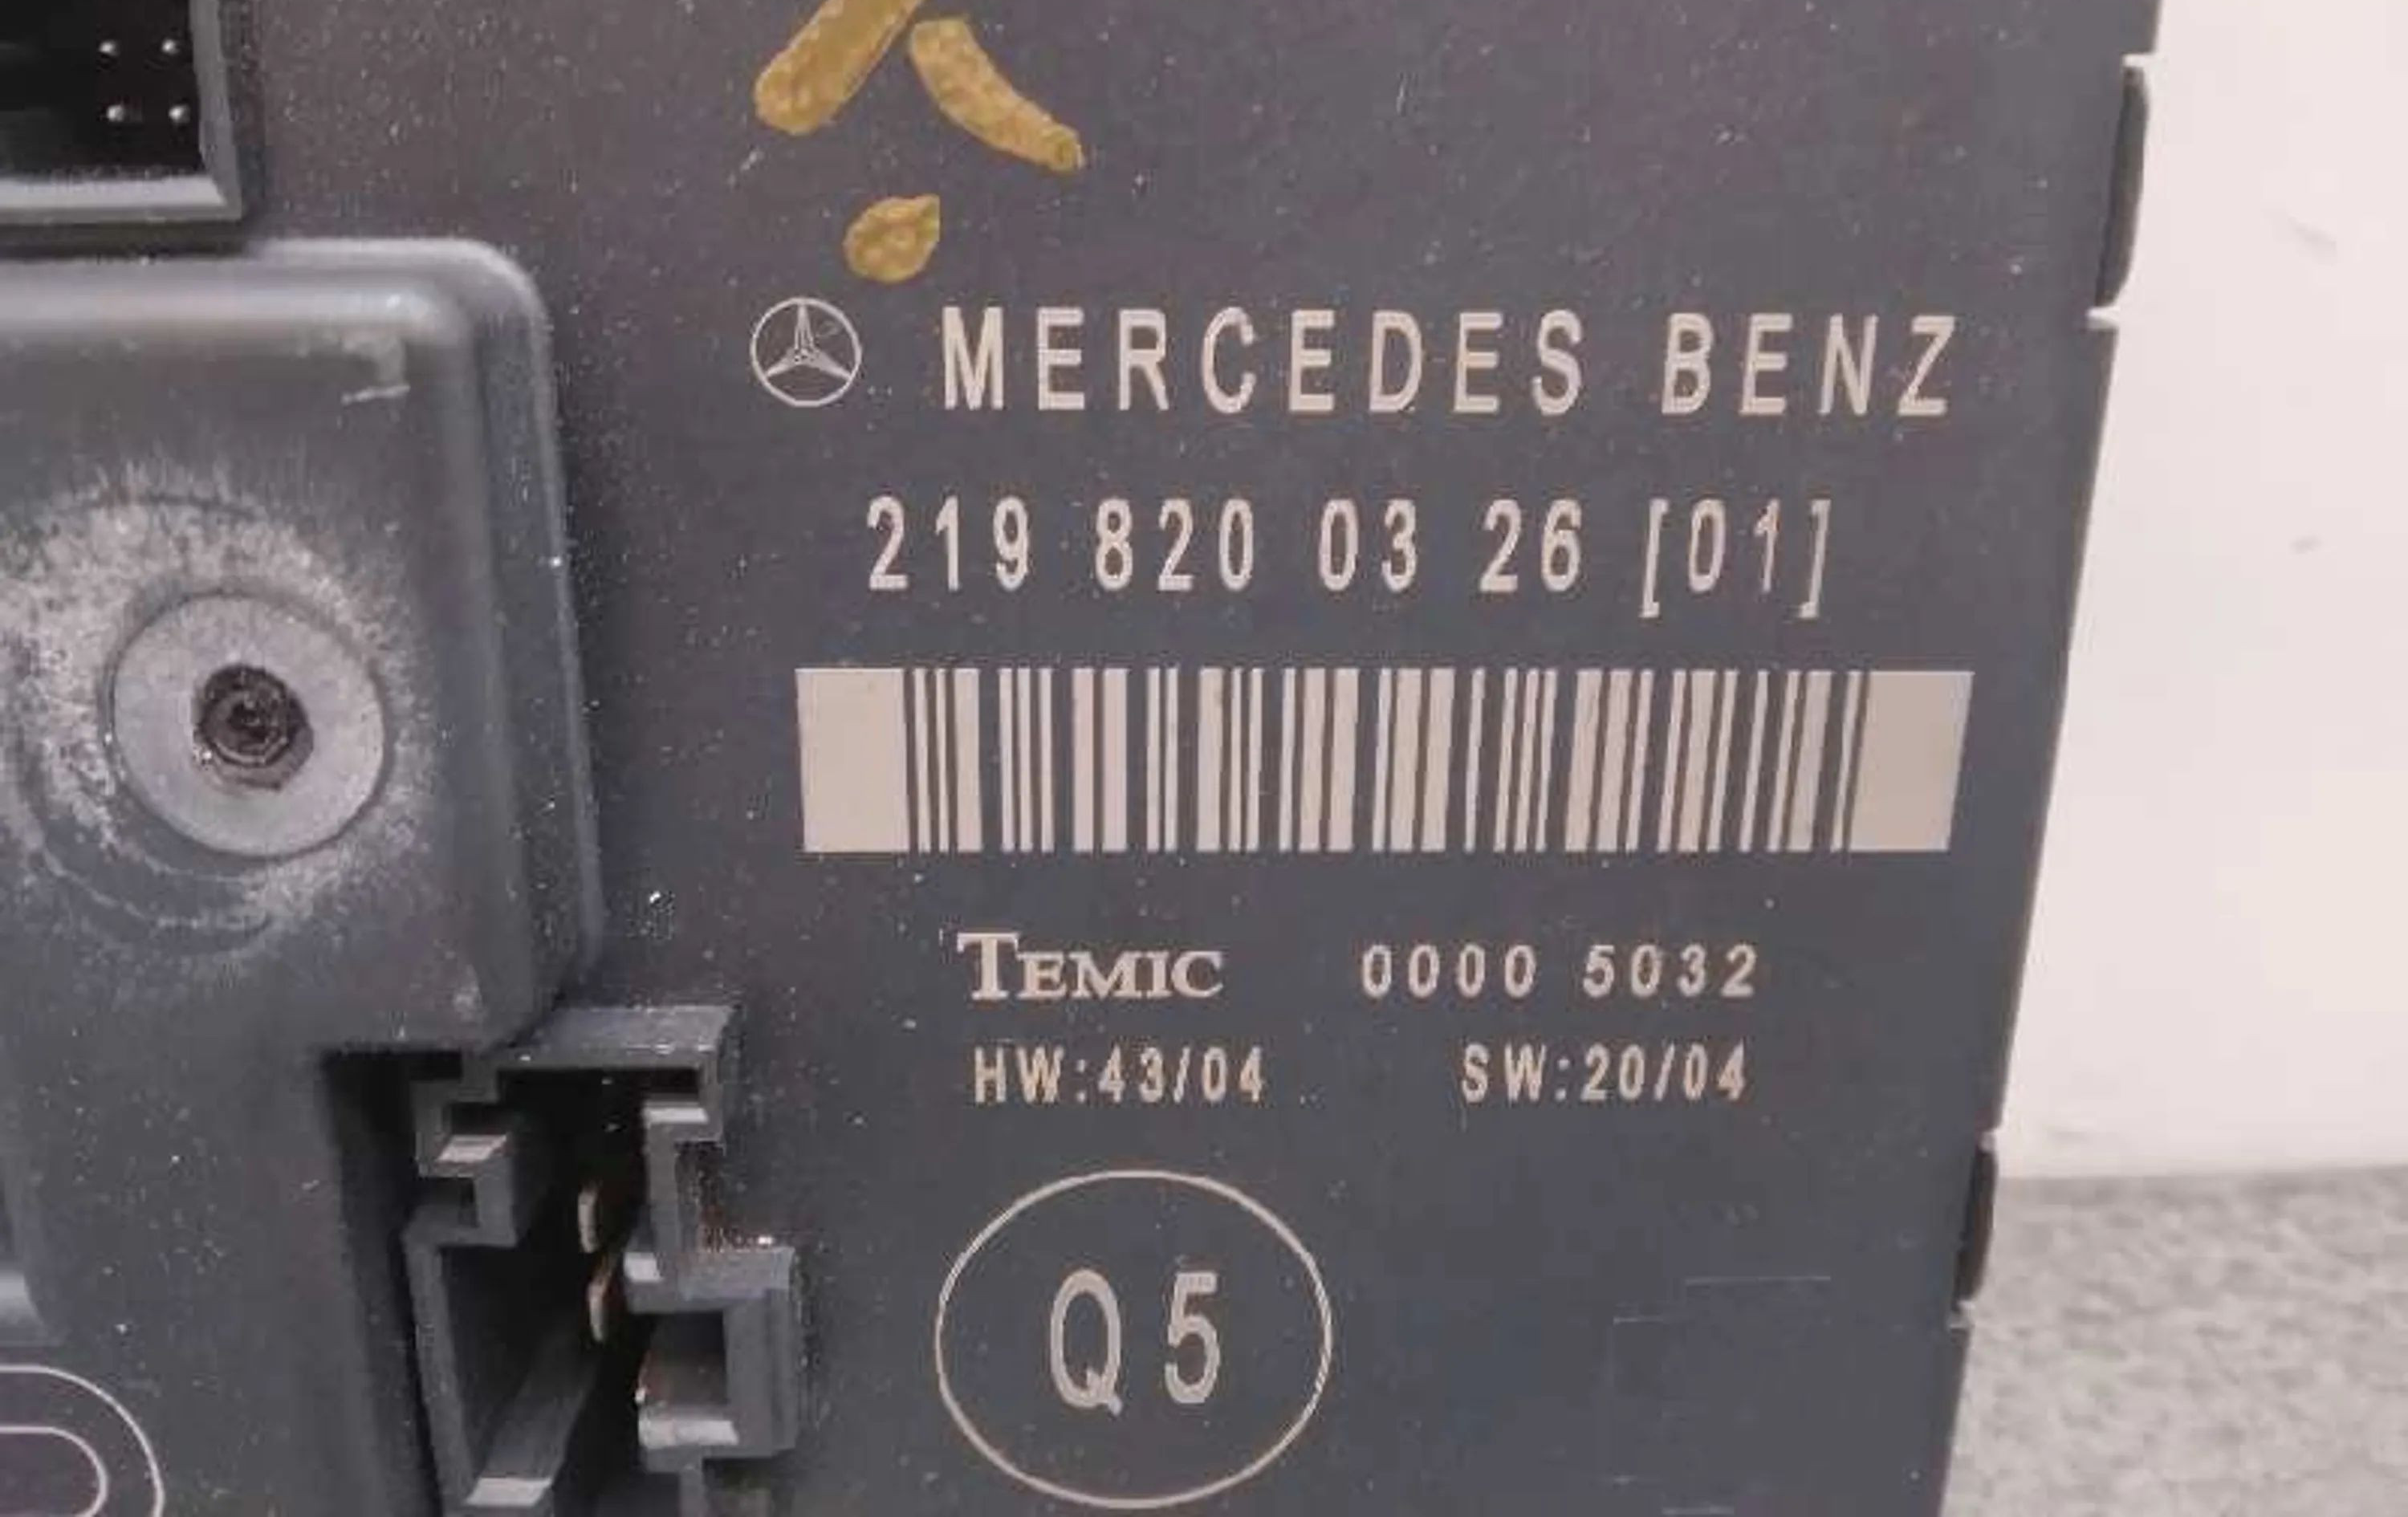 MERCEDES BENZ
219 820 03 26 [01]
TEMIC 0000 5032
HW:43/04 SW:20/04
Q5